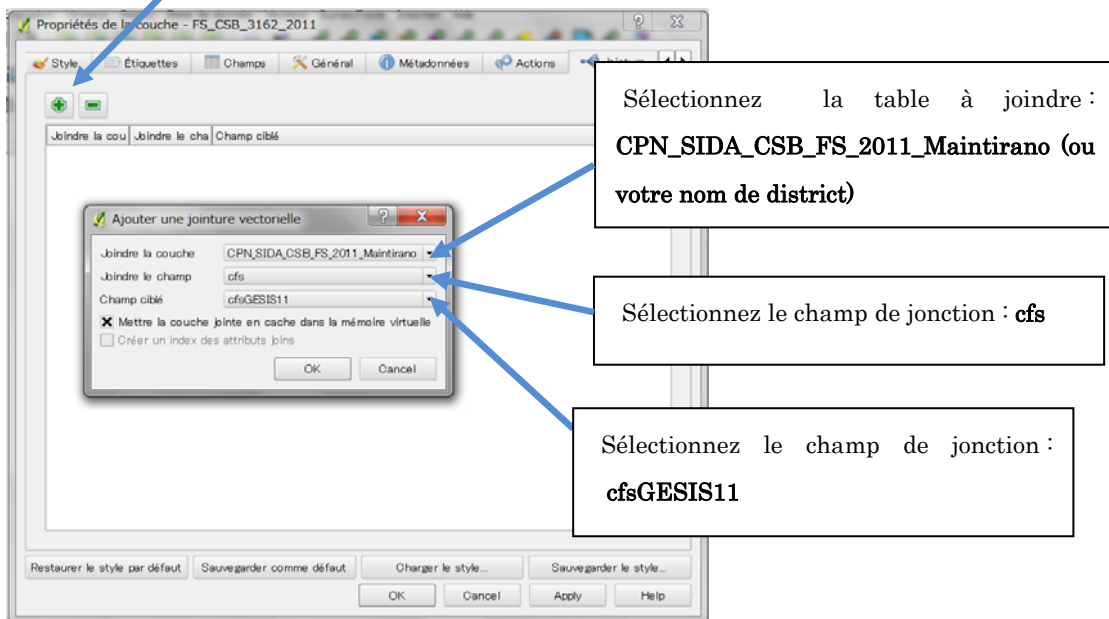 Propriétés de la couche - FS_CSB_3162_2011
Style Étiquettes Champs Général Métadonnées Actions
Joindre la cou Joindre le cha Champ ciblé
Ajouter une jointure vectorielle
Joindre la couche CPN_SIDA_CSB_FS_2011_Maintirano
Joindre le champ cfs
Champ ciblé cfsGESIS11
Mettre la couche jointe en cache dans la mémoire virtuelle
Créer un index des attributs joins
OK Cancel
Sélectionnez la table à joindre :
CPN_SIDA_CSB_FS_2011_Maintirano (ou
votre nom de district)
Sélectionnez le champ de jonction : cfs
Sélectionnez le champ de jonction :
cfsGESIS11
Restaurer le style par défaut Sauvegarder comme défaut Charger le style... Sauvegarder le style...
OK Cancel Apply Help